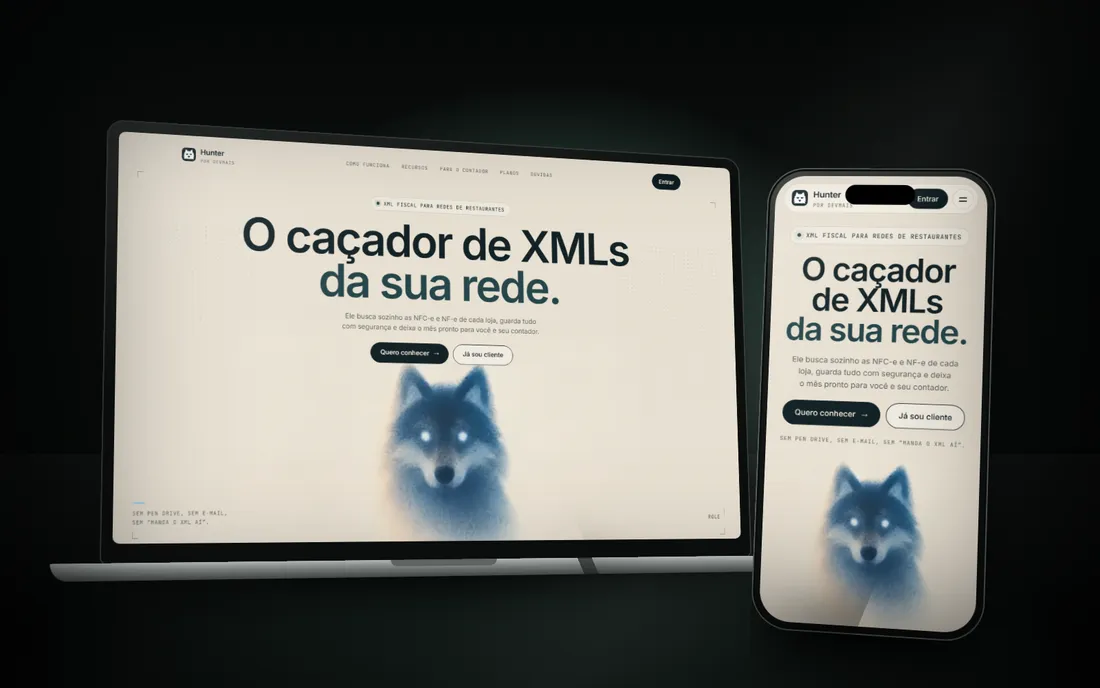 Hunter
POR SEVMAIS
COMO FUNCIONA RECURSOS PARA O CONTADOR PLANOS DÚVIDAS
Entrar
XML FISCAL PARA REDES DE RESTAURANTES
O caçador de XMLs
da sua rede.
Ele busca sozinho as NFC-e e NF-e de cada loja, guarda tudo
com segurança e deixa o mês pronto para você e seu contador.
Quero conhecer →
Já sou cliente
SEM PEN DRIVE, SEM E-MAIL,
SEM "MANDA O XML AÍ".
ROLE
Hunter
POR SEVMAIS
Entrar
XML FISCAL PARA REDES DE RESTAURANTES
O caçador
de XMLs
da sua rede.
Ele busca sozinho as NFC-e e NF-e de cada
loja, guarda tudo com segurança e deixa
o mês pronto para você e seu contador.
Quero conhecer →
Já sou cliente
SEM PEN DRIVE, SEM E-MAIL, SEM "MANDA O XML AÍ".